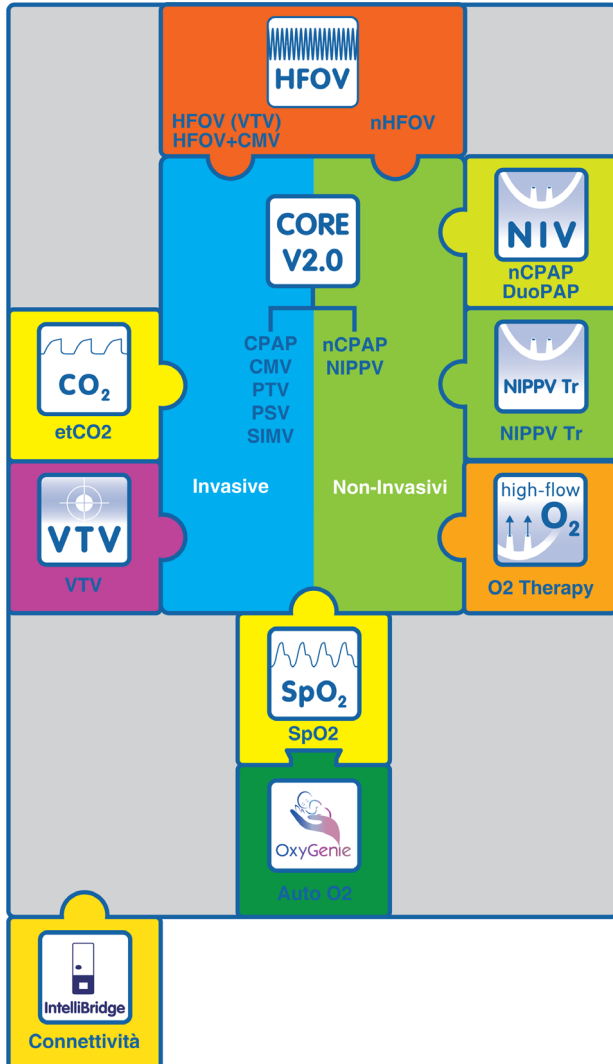 HFOV
HFOV (VTV)
HFOV+CMV
nHFOV
CORE
V2.0
CPAP
CMV
PTV
PSV
SIMV
nCPAP
NIPPV
Invasive
Non-Invasivi
NIV
nCPAP
DuoPAP
CO2
etCO2
NIPPV Tr
NIPPV Tr
VTV
VTV
high-flow
O2
O2 Therapy
SpO2
SpO2
OxyGenie
Auto O2
IntelliBridge
Connettività